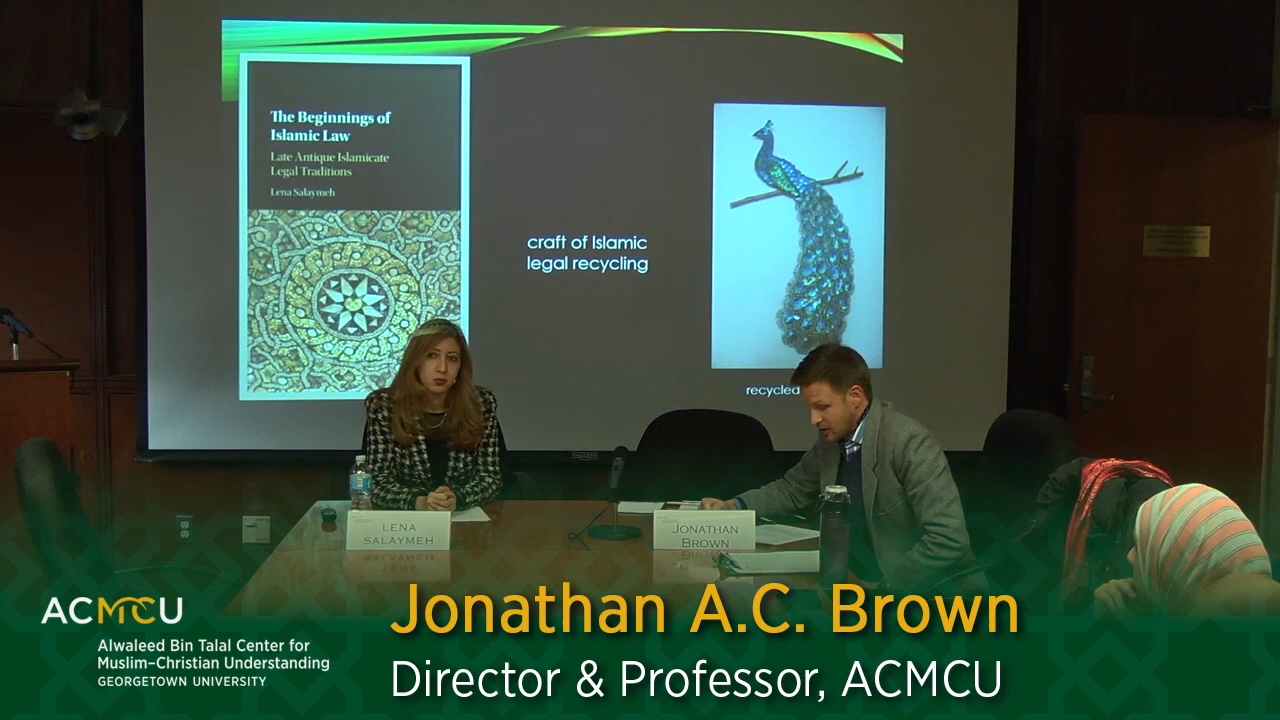 The Beginnings of
Islamic Law
Late Antique Islamicate
Legal Traditions
Lena Salaymeh
craft of Islamic
legal recycling
recycled
LENA
SALAYMEH
JONATHAN
BROWN
ACMCU
Alwaleed Bin Talal Center for
Muslim–Christian Understanding
GEORGETOWN UNIVERSITY
Jonathan A.C. Brown
Director & Professor, ACMCU